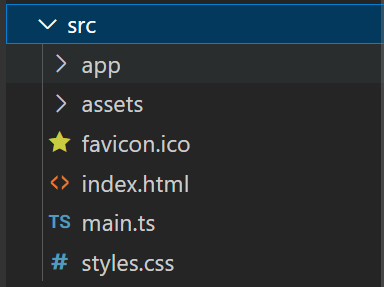 src
app
assets
favicon.ico
index.html
TS main.ts
# styles.css